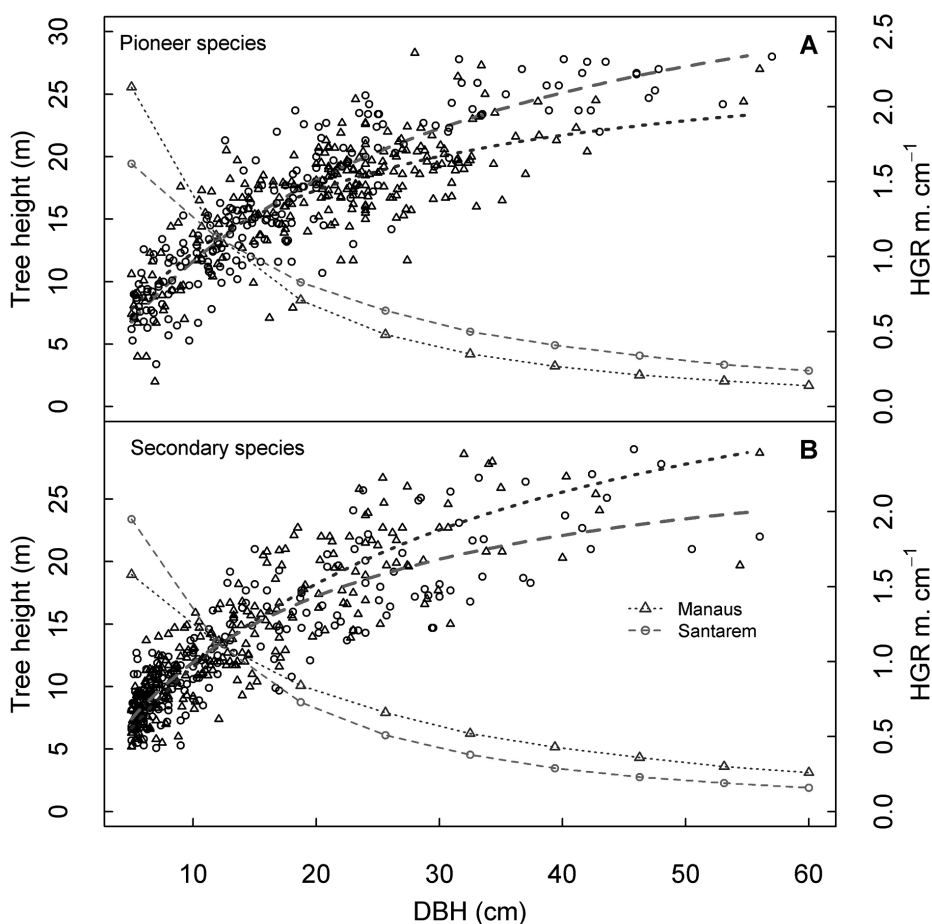 Pioneer species
A
Tree height (m)
0
5
10
15
20
25
30
HGR m. cm⁻¹
0.0
0.5
1.0
1.5
2.0
2.5
Secondary species
B
Tree height (m)
0
5
10
15
20
25
HGR m. cm⁻¹
0.0
0.5
1.0
1.5
2.0
Manaus
Santarem
10 20 30 40 50 60
DBH (cm)